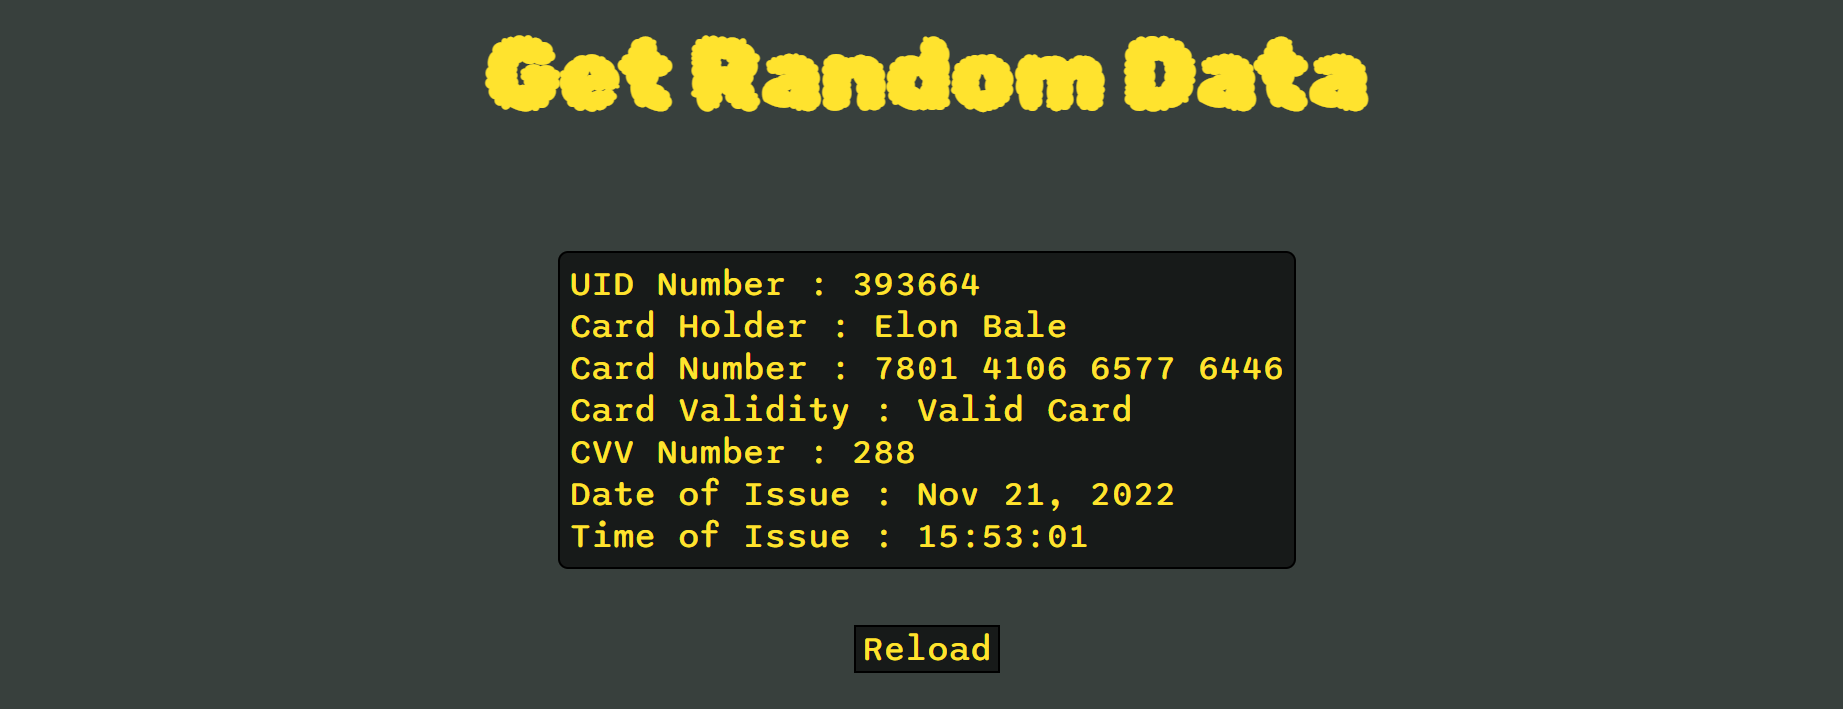 Get Random Data
UID Number : 393664
Card Holder : Elon Bale
Card Number : 7801 4106 6577 6446
Card Validity : Valid Card
CVV Number : 288
Date of Issue : Nov 21, 2022
Time of Issue : 15:53:01
Reload